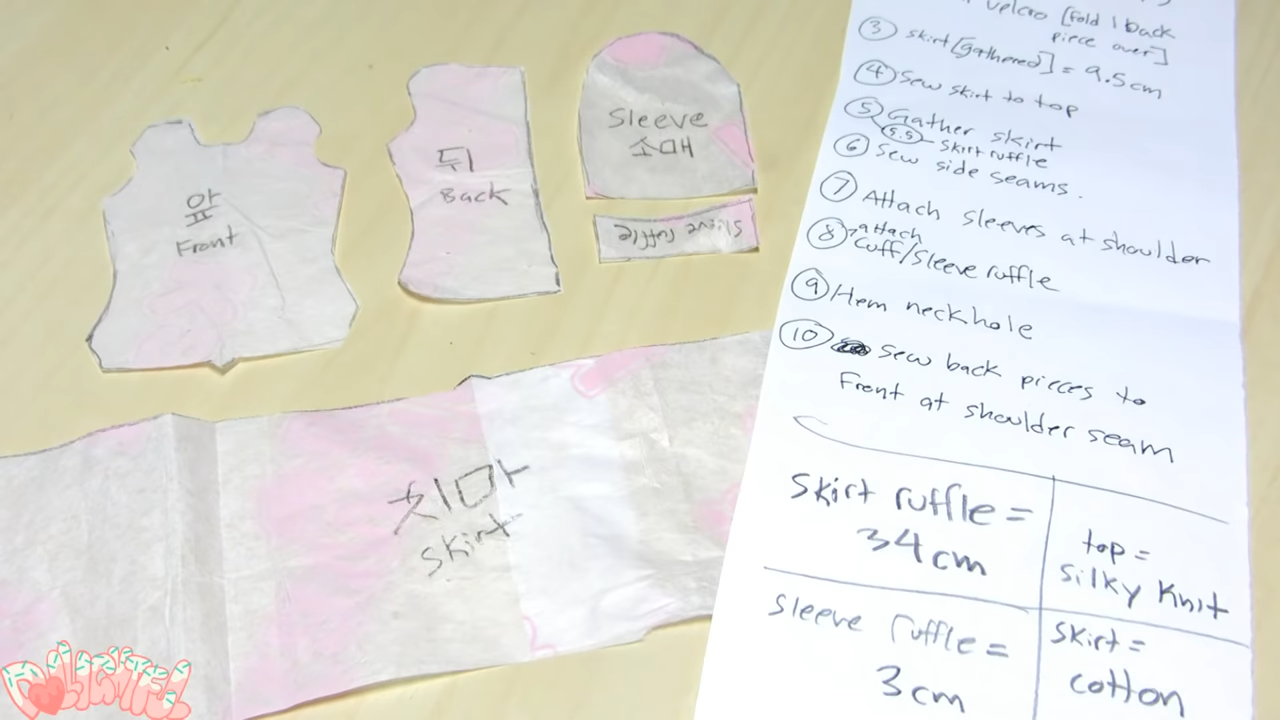 앞
Front
뒤
Back
Sleeve
소매
Sleeve ruffle
치마
Skirt
velcro [fold 1 back
piece over]
③ skirt [gathered] = 9.5cm
④ Sew skirt to top
⑤ Gather skirt
5.5 skirt ruffle
⑥ Sew side seams.
⑦ Attach sleeves at shoulder
⑧ attach
Cuff/Sleeve ruffle
⑨ Hem neckhole
⑩ Sew back pieces to
Front at shoulder seam
Skirt ruffle =
34cm
top =
Silky Knit
Sleeve ruffle =
3cm
Skirt =
cotton